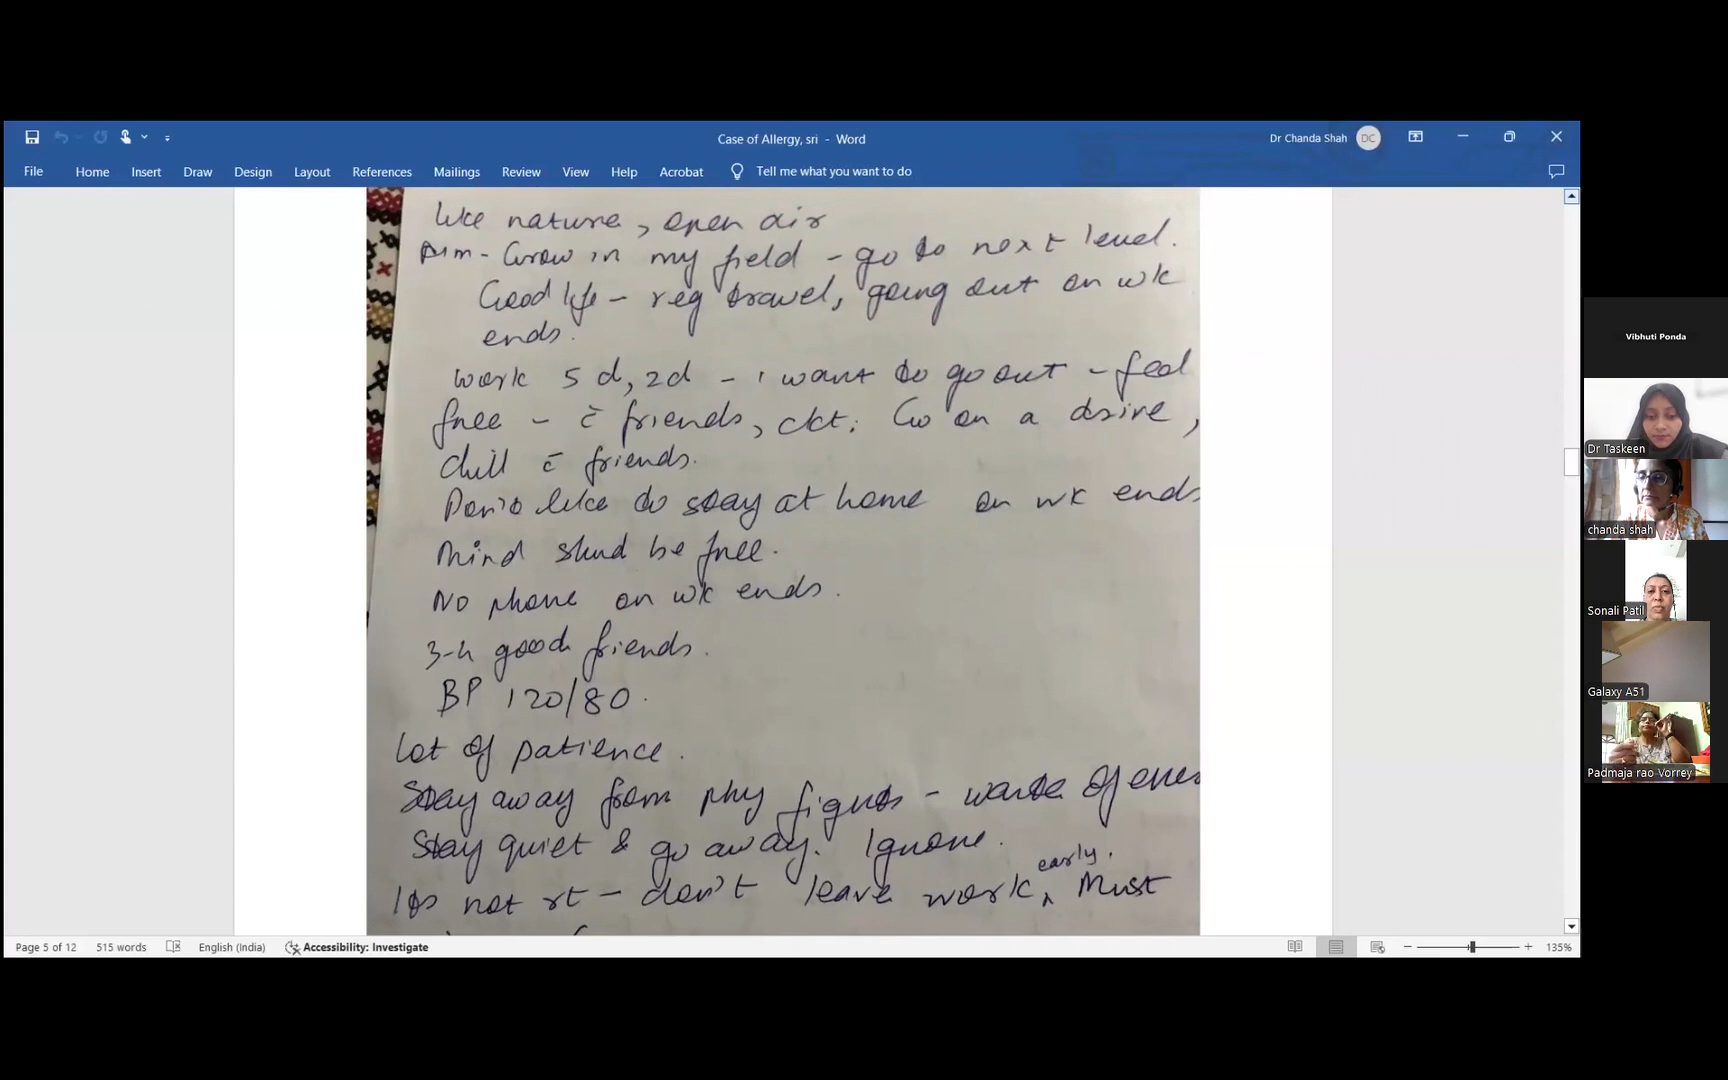 Case of Allergy, sri - Word
Dr Chanda Shah DC
File Home Insert Draw Design Layout References Mailings Review View Help Acrobat Tell me what you want to do
like nature, open air
Aim - Grow in my field - go to next level.
Good life - reg travel, going out on wk
ends.
Work 5 d, 2d - I want to go out - feel
free - c̄ friends, ckt. Go on a drive,
chill c̄ friends.
Don't like to stay at home on wk ends
Mind shud be free.
No phone on wk ends.
3-4 good friends.
BP 120/80.
Lot of patience.
Stay away from phy fights - waste of ener
Stay quiet & go away. Ignore.
early.
Its not rt - don't leave work ^ Must
Page 5 of 12 515 words English (India) Accessibility: Investigate 135%
Vibhuti Ponda
Dr Taskeen
chanda shah
Sonali Patil
Galaxy A51
Padmaja rao Vorrey